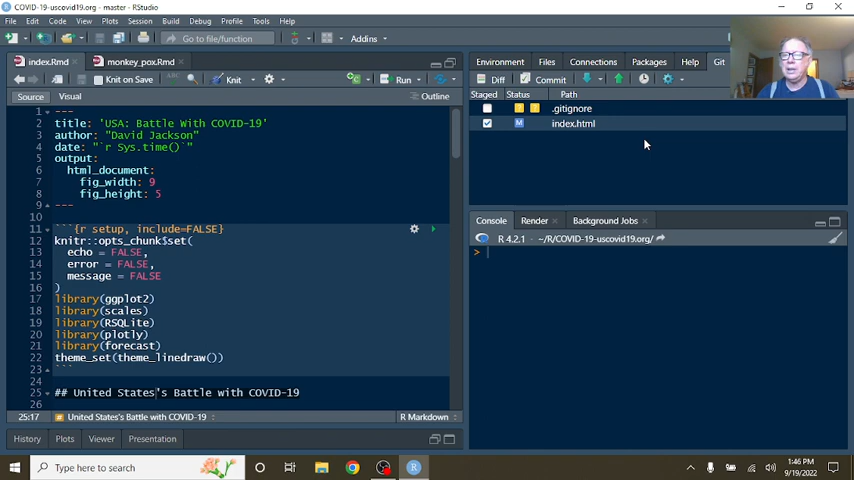 COVID-19-uscovid19.org - master - RStudio
File Edit Code View Plots Session Build Debug Profile Tools Help
Go to file/function Addins
index.Rmd monkey_pox.Rmd
Knit on Save ABC Knit Run
Source Visual Outline
1 ---
2 title: 'USA: Battle With COVID-19'
3 author: "David Jackson"
4 date: "`r Sys.time()`"
5 output:
6 html_document:
7 fig_width: 9
8 fig_height: 5
9 ---
10
11 ```{r setup, include=FALSE}
12 knitr::opts_chunk$set(
13 echo = FALSE,
14 error = FALSE,
15 message = FALSE
16 )
17 library(ggplot2)
18 library(scales)
19 library(RSQLite)
20 library(plotly)
21 library(forecast)
22 theme_set(theme_linedraw())
23 ```
24
25 ## United States's Battle with COVID-19
26
25:17 # United States's Battle with COVID-19 R Markdown
History Plots Viewer Presentation
Environment Files Connections Packages Help Git
Diff Commit
Staged Status Path
? ? .gitignore
M index.html
Console Render Background Jobs
R 4.2.1 · ~/R/COVID-19-uscovid19.org/
>
Type here to search
1:46 PM
9/19/2022